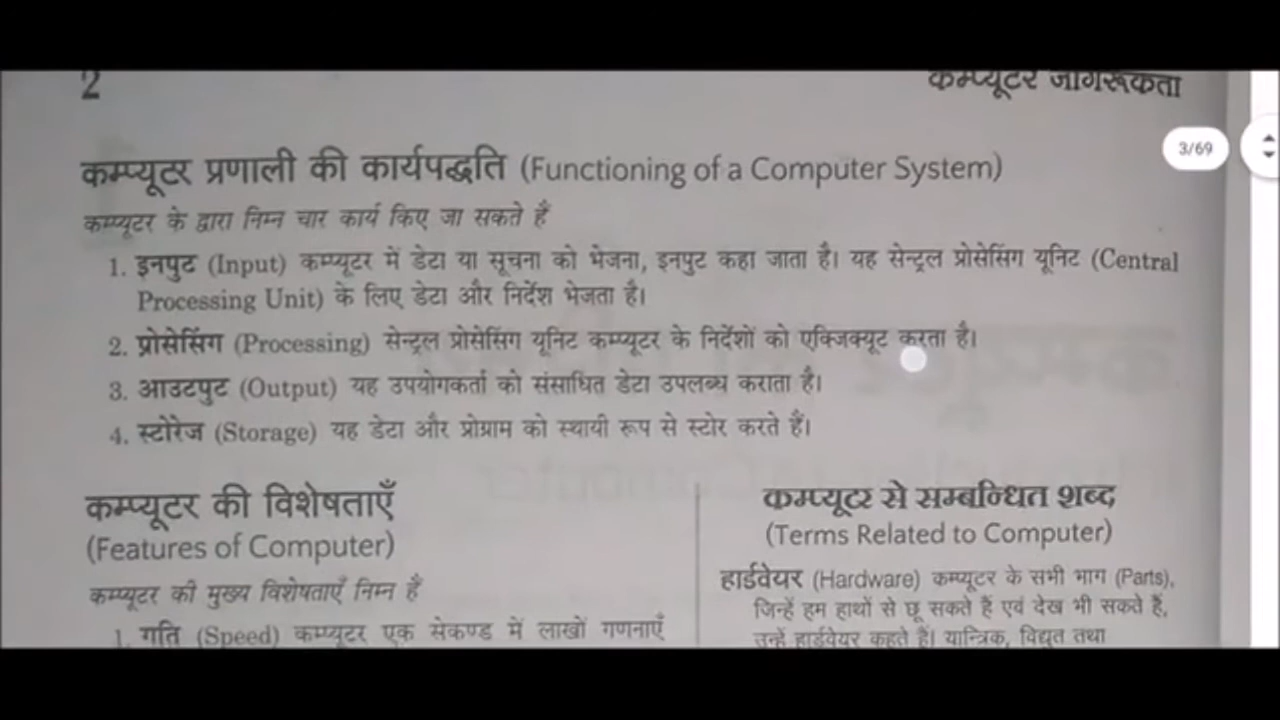 2
कम्प्यूटर जागरूकता
3/69
कम्प्यूटर प्रणाली की कार्यपद्धति (Functioning of a Computer System)
कम्प्यूटर के द्वारा निम्न चार कार्य किए जा सकते हैं
1. इनपुट (Input) कम्प्यूटर में डेटा या सूचना को भेजना, इनपुट कहा जाता है। यह सेन्ट्रल प्रोसेसिंग यूनिट (Central
Processing Unit) के लिए डेटा और निर्देश भेजता है।
2. प्रोसेसिंग (Processing) सेन्ट्रल प्रोसेसिंग यूनिट कम्प्यूटर के निर्देशों को एक्जिक्यूट करता है।
3. आउटपुट (Output) यह उपयोगकर्ता को संसाधित डेटा उपलब्ध कराता है।
4. स्टोरेज (Storage) यह डेटा और प्रोग्राम को स्थायी रूप से स्टोर करते हैं।
कम्प्यूटर की विशेषताएँ
(Features of Computer)
कम्प्यूटर की मुख्य विशेषताएँ निम्न हैं
1. गति (Speed) कम्प्यूटर एक सेकण्ड में लाखों गणनाएँ
कम्प्यूटर से सम्बन्धित शब्द
(Terms Related to Computer)
हार्डवेयर (Hardware) कम्प्यूटर के सभी भाग (Parts),
जिन्हें हम हाथों से छू सकते हैं एवं देख भी सकते हैं,
उन्हें हार्डवेयर कहते हैं। यान्त्रिक, विद्युत तथा